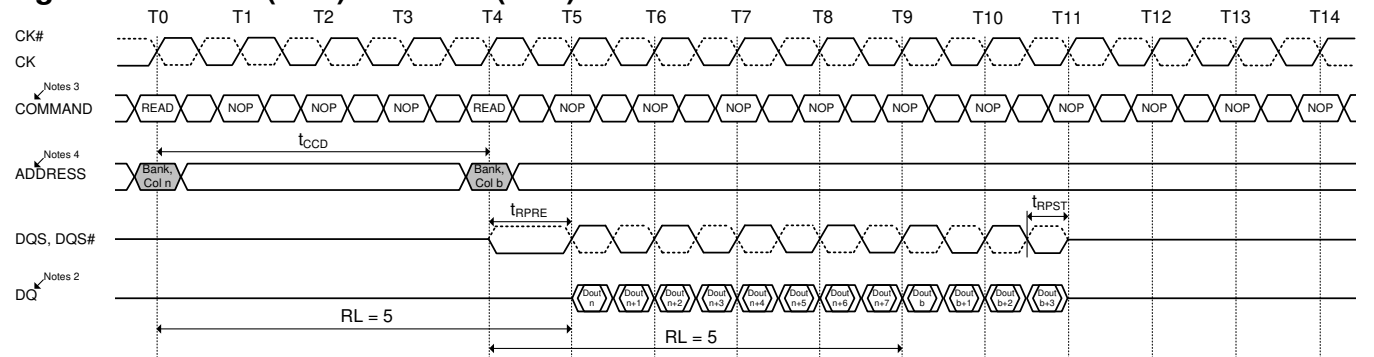 T0 T1 T2 T3 T4 T5 T6 T7 T8 T9 T10 T11 T12 T13 T14
CK#
CK
Notes 3
COMMAND READ NOP NOP NOP READ NOP NOP NOP NOP NOP NOP NOP NOP NOP NOP
tCCD
Notes 4
ADDRESS
Bank,
Col n
Bank,
Col b
tRPRE
tRPST
DQS, DQS#
Notes 2
DQ
Dout
n
Dout
n+1
Dout
n+2
Dout
n+3
Dout
n+4
Dout
n+5
Dout
n+6
Dout
n+7
Dout
b
Dout
b+1
Dout
b+2
Dout
b+3
RL = 5
RL = 5